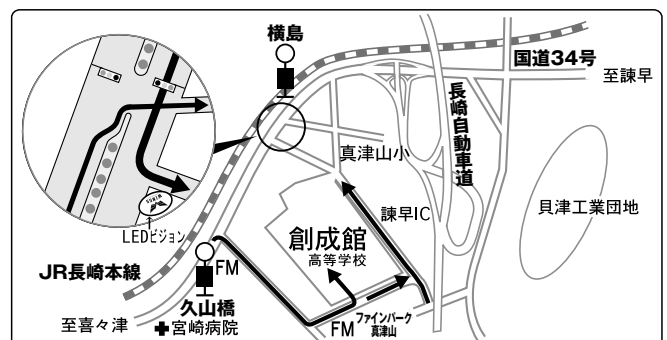 横島
国道34号
至諫早
長崎自動車道
真津山小
諫早IC
貝津工業団地
創成館
高等学校
LEDビジョン
JR長崎本線
FM
久山橋
至喜々津
宮崎病院
FM
ファインパーク
真津山